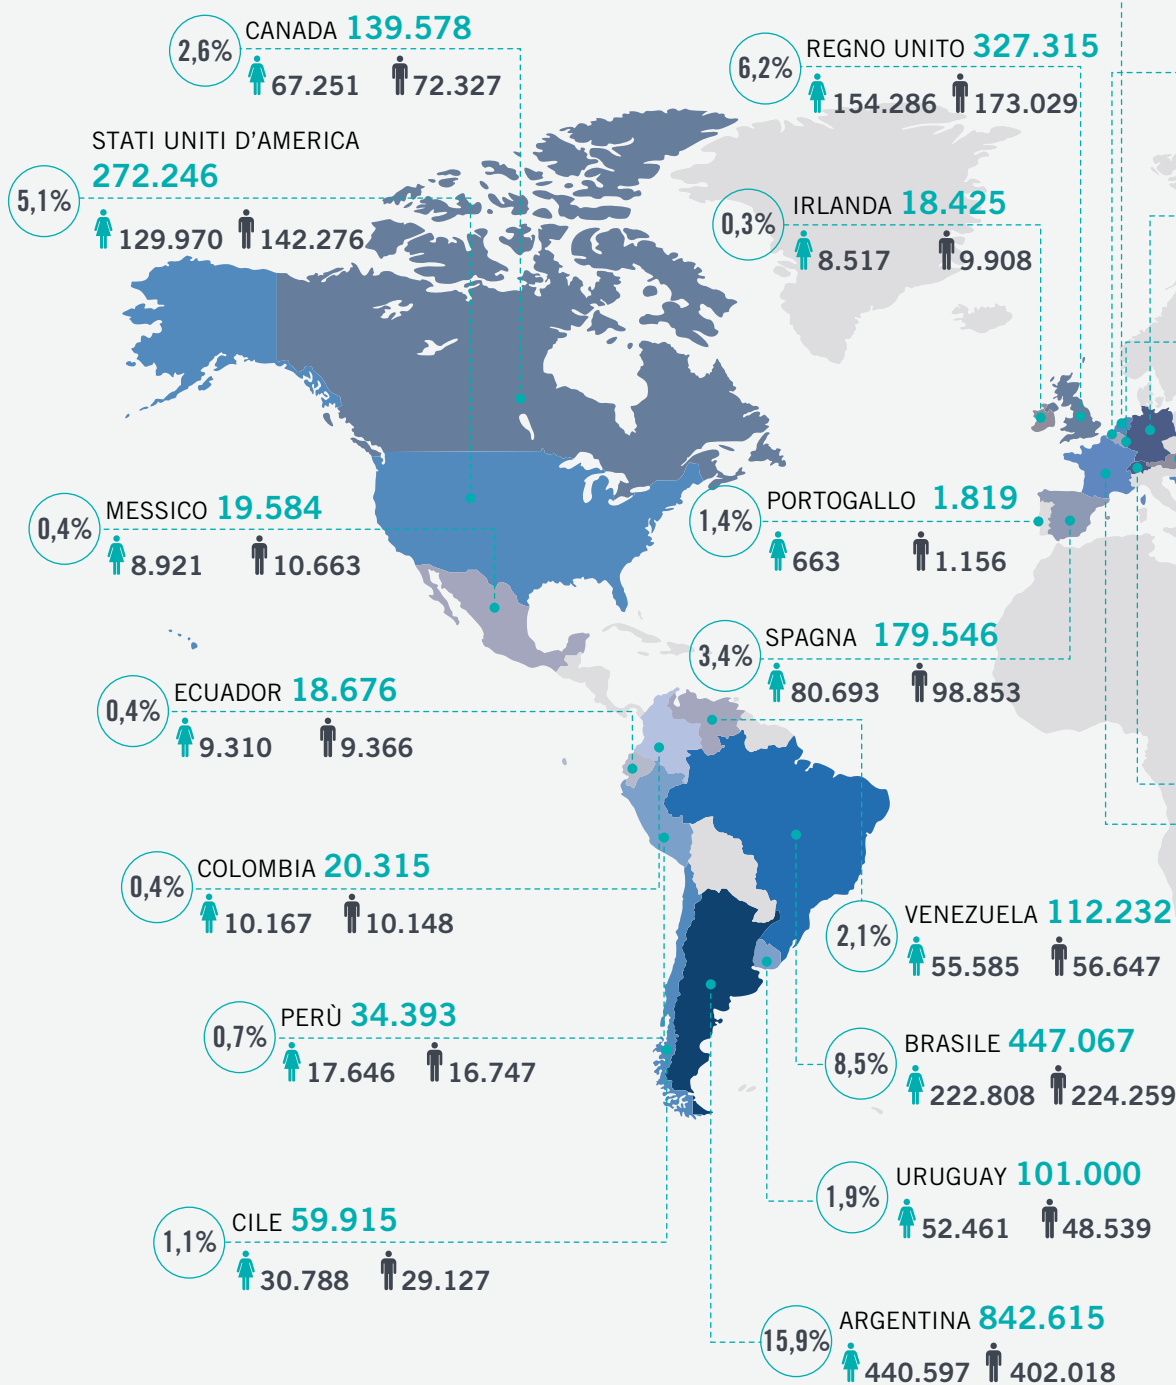 CANADA 139.578
2,6%
67.251 72.327
REGNO UNITO 327.315
6,2%
154.286 173.029
STATI UNITI D'AMERICA
272.246
5,1%
129.970 142.276
IRLANDA 18.425
0,3%
8.517 9.908
MESSICO 19.584
0,4%
8.921 10.663
PORTOGALLO 1.819
1,4%
663 1.156
SPAGNA 179.546
3,4%
80.693 98.853
ECUADOR 18.676
0,4%
9.310 9.366
COLOMBIA 20.315
0,4%
10.167 10.148
VENEZUELA 112.232
2,1%
55.585 56.647
PERÙ 34.393
0,7%
17.646 16.747
BRASILE 447.067
8,5%
222.808 224.259
URUGUAY 101.000
1,9%
52.461 48.539
CILE 59.915
1,1%
30.788 29.127
ARGENTINA 842.615
15,9%
440.597 402.018